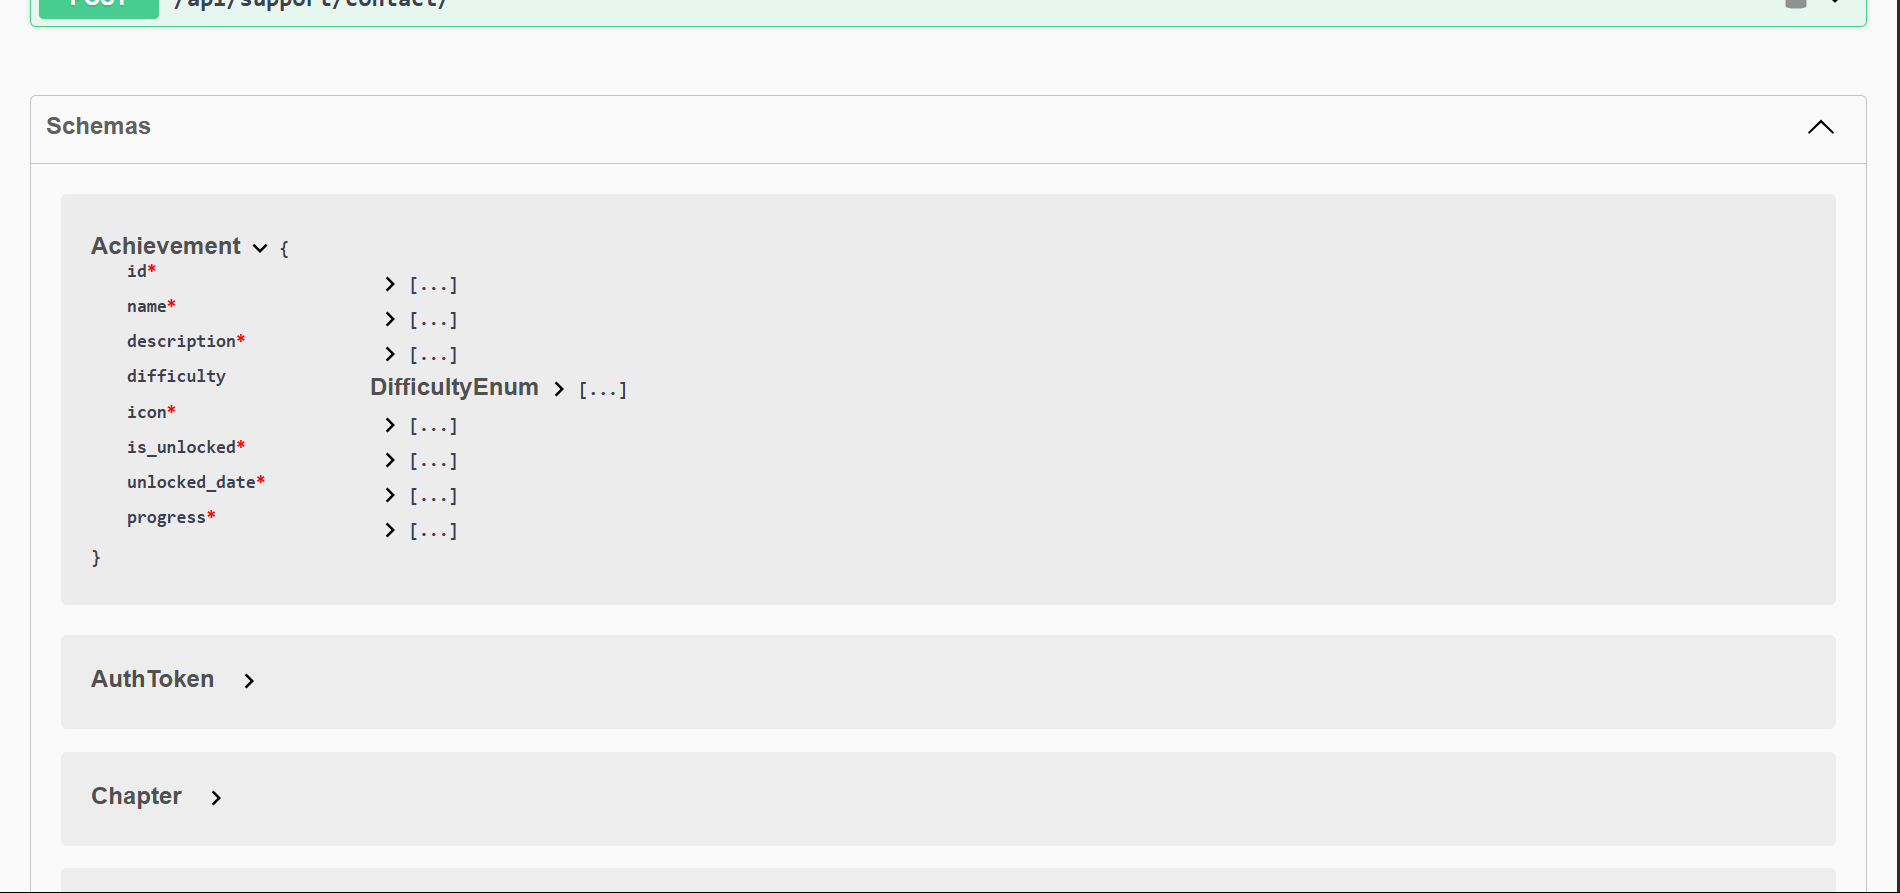 POST /api/support/contact/
Schemas
Achievement {
id* [...]
name* [...]
description* [...]
difficulty DifficultyEnum [...]
icon* [...]
is_unlocked* [...]
unlocked_date* [...]
progress* [...]
}
AuthToken
Chapter